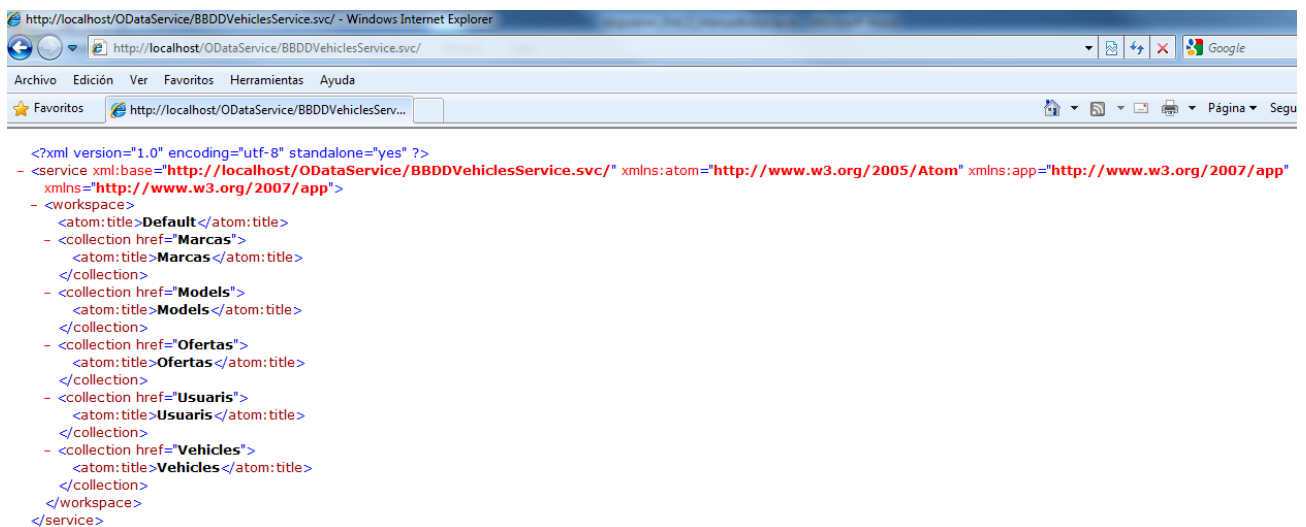 http://localhost/ODataService/BBDDVehiclesService.svc/ - Windows Internet Explorer
http://localhost/ODataService/BBDDVehiclesService.svc/
Google
Archivo Edición Ver Favoritos Herramientas Ayuda
Favoritos http://localhost/ODataService/BBDDVehiclesServ... Página Segu
<?xml version="1.0" encoding="utf-8" standalone="yes" ?>
- <service xml:base="http://localhost/ODataService/BBDDVehiclesService.svc/" xmlns:atom="http://www.w3.org/2005/Atom" xmlns:app="http://www.w3.org/2007/app"
xmlns="http://www.w3.org/2007/app">
- <workspace>
<atom:title>Default</atom:title>
- <collection href="Marcas">
<atom:title>Marcas</atom:title>
</collection>
- <collection href="Models">
<atom:title>Models</atom:title>
</collection>
- <collection href="Ofertas">
<atom:title>Ofertas</atom:title>
</collection>
- <collection href="Usuaris">
<atom:title>Usuaris</atom:title>
</collection>
- <collection href="Vehicles">
<atom:title>Vehicles</atom:title>
</collection>
</workspace>
</service>